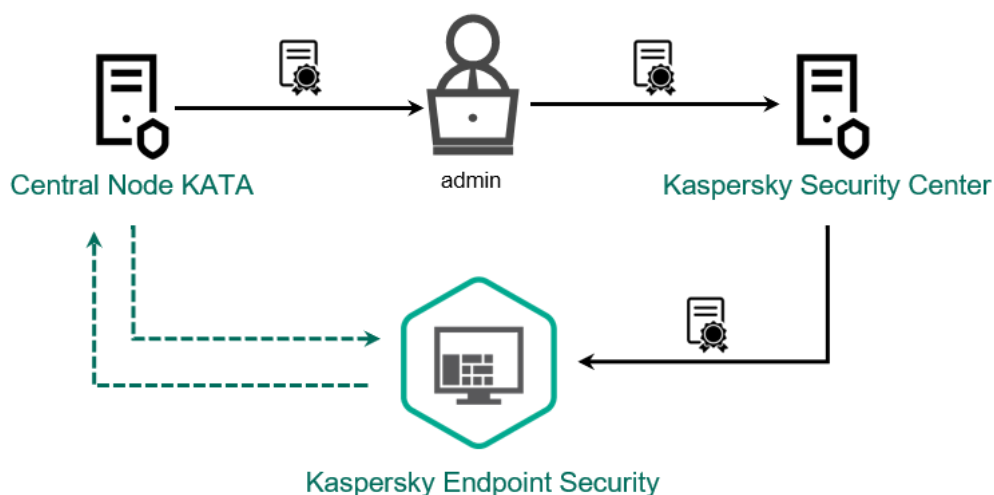 Central Node KATA
admin
Kaspersky Security Center
Kaspersky Endpoint Security